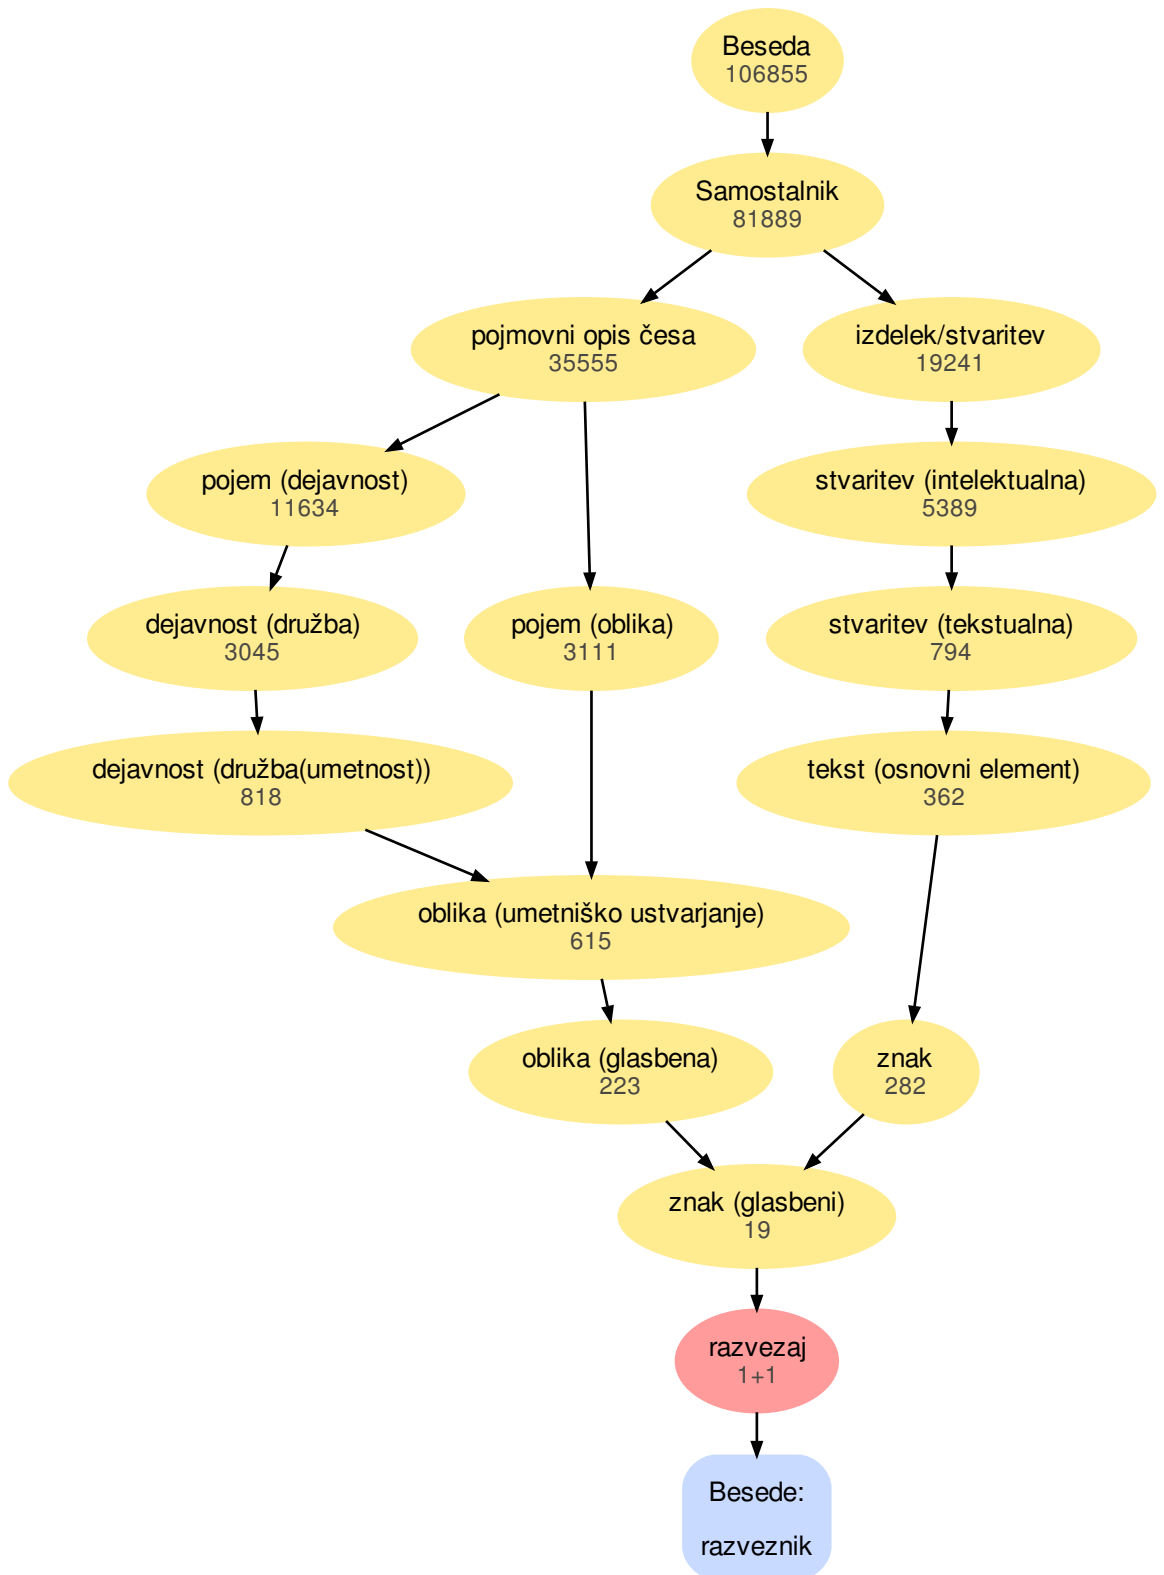 Beseda
106855
Samostalnik
81889
pojmovni opis česa
35555
izdelek/stvaritev
19241
pojem (dejavnost)
11634
stvaritev (intelektualna)
5389
dejavnost (družba)
3045
pojem (oblika)
3111
stvaritev (tekstualna)
794
dejavnost (družba(umetnost))
818
tekst (osnovni element)
362
oblika (umetniško ustvarjanje)
615
oblika (glasbena)
223
znak
282
znak (glasbeni)
19
razvezaj
1+1
Besede:
razveznik